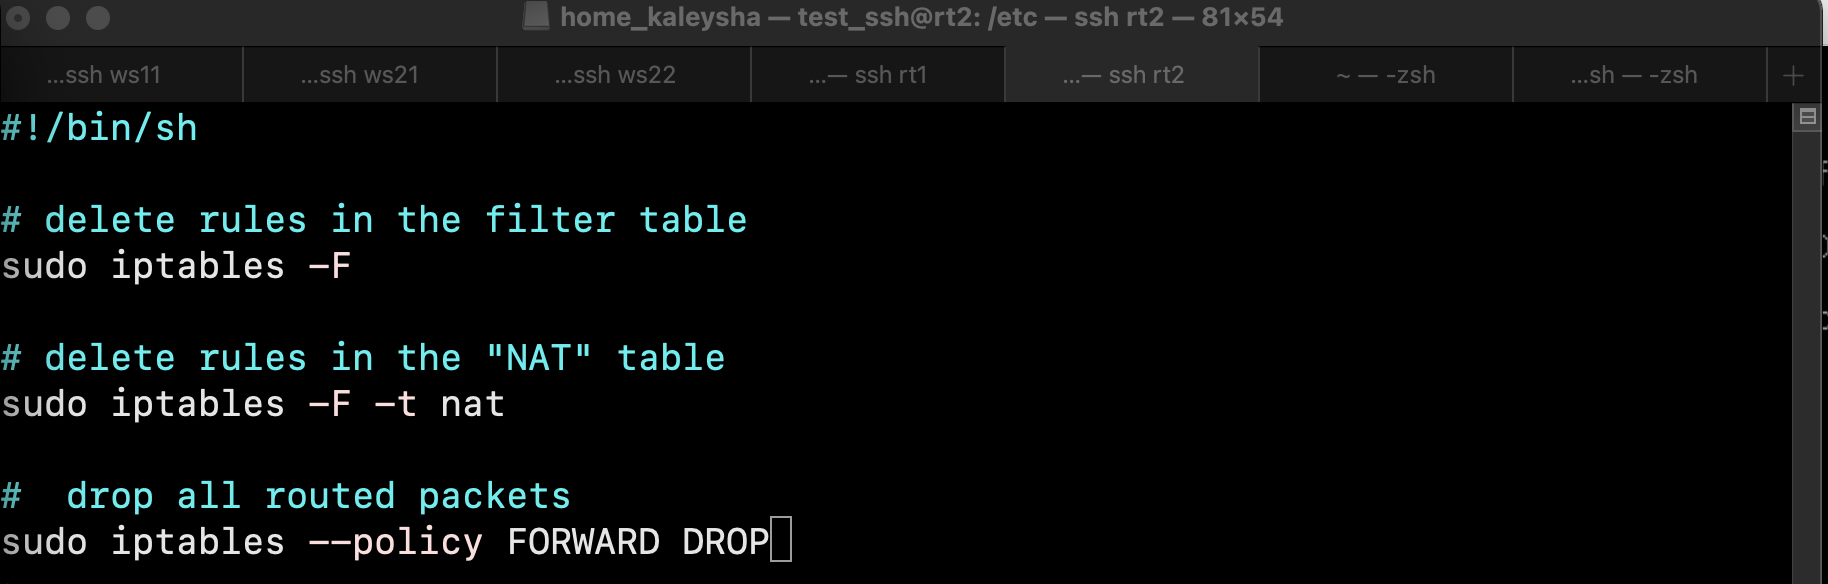 home_kaleysha — test_ssh@rt2: /etc — ssh rt2 — 81×54
...ssh ws11 ...ssh ws21 ...ssh ws22 ...— ssh rt1 ...— ssh rt2 ~ — -zsh ...sh — -zsh +
#!/bin/sh
# delete rules in the filter table
sudo iptables -F
# delete rules in the "NAT" table
sudo iptables -F -t nat
#  drop all routed packets
sudo iptables --policy FORWARD DROP